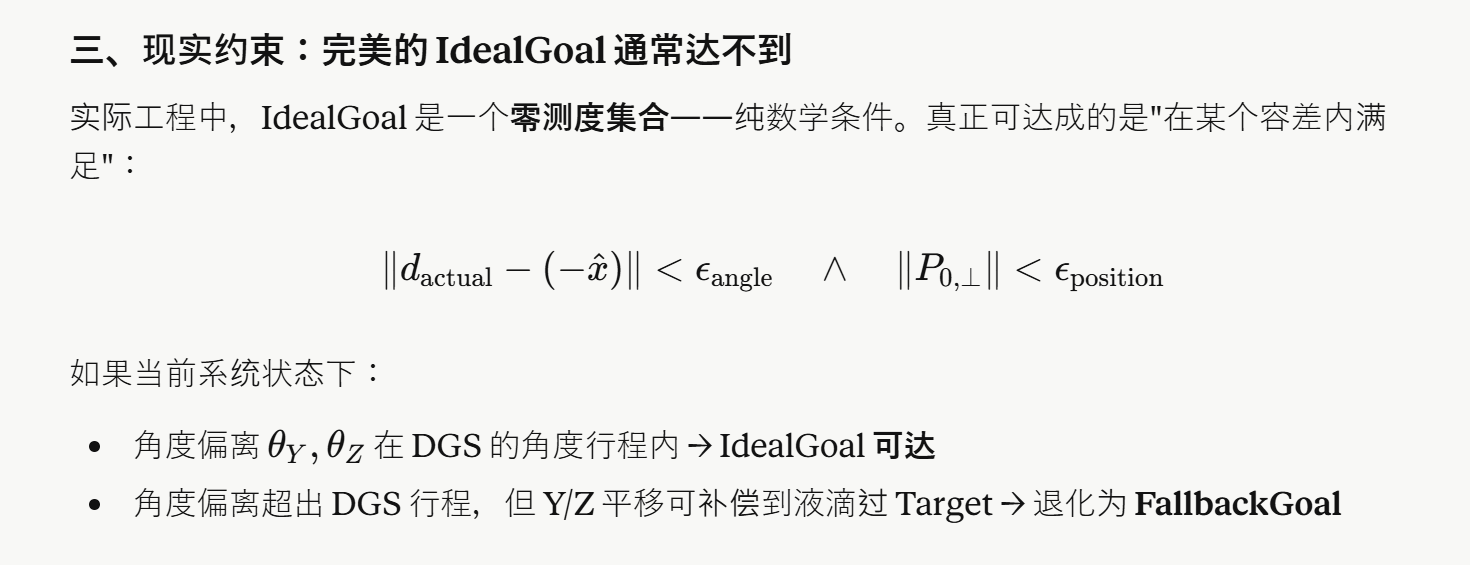 三、现实约束：完美的 IdealGoal 通常达不到
实际工程中，IdealGoal 是一个零测度集合——纯数学条件。真正可达成的是"在某个容差内满
足"：
‖d_actual − (−x̂)‖ < ϵ_angle ∧ ‖P_{0,⊥}‖ < ϵ_position
如果当前系统状态下：
• 角度偏离 θ_Y, θ_Z 在 DGS 的角度行程内 → IdealGoal 可达
• 角度偏离超出 DGS 行程，但 Y/Z 平移可补偿到液滴过 Target → 退化为 FallbackGoal